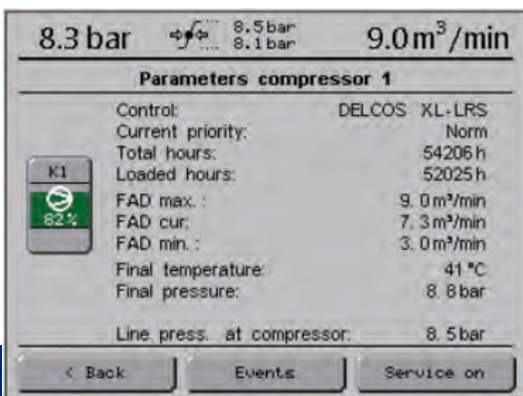 8.3 bar 8.5 bar 9.0 m³/min
8.1 bar
Parameters compressor 1
Control: DELCOS XL-LRS
Current priority: Norm
Total hours: 54206 h
K1 Loaded hours: 52025 h
FAD max. : 9. 0 m³/min
82 % FAD cur: 7. 3 m³/min
FAD min. : 3. 0 m³/min
Final temperature: 41 °C
Final pressure: 8. 8 bar
Line press. at compressor: 8. 5 bar
< Back Events Service on